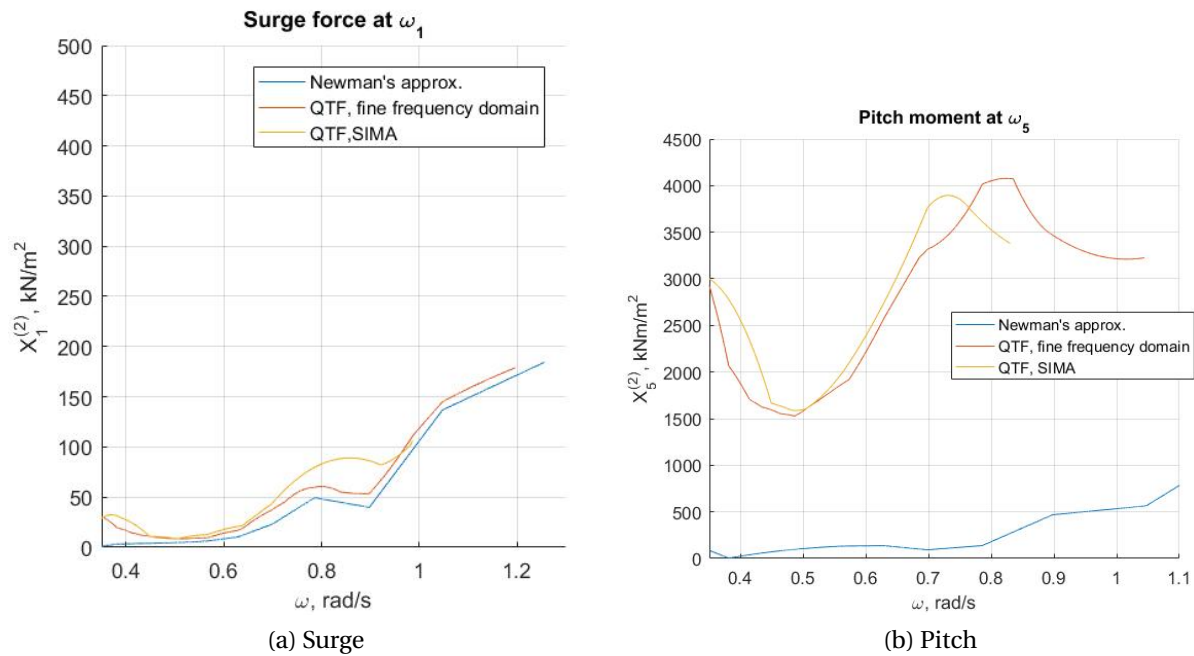 Surge force at ω₁
500
450
400
350
300
250
200
150
100
50
0
X₁⁽²⁾, kN/m²
Newman's approx.
QTF, fine frequency domain
QTF,SIMA
0.4 0.6 0.8 1 1.2
ω, rad/s
(a) Surge
Pitch moment at ω₅
4500
4000
3500
3000
2500
2000
1500
1000
500
0
X₅⁽²⁾, kNm/m²
Newman's approx.
QTF, fine frequency domain
QTF, SIMA
0.4 0.5 0.6 0.7 0.8 0.9 1 1.1
ω, rad/s
(b) Pitch